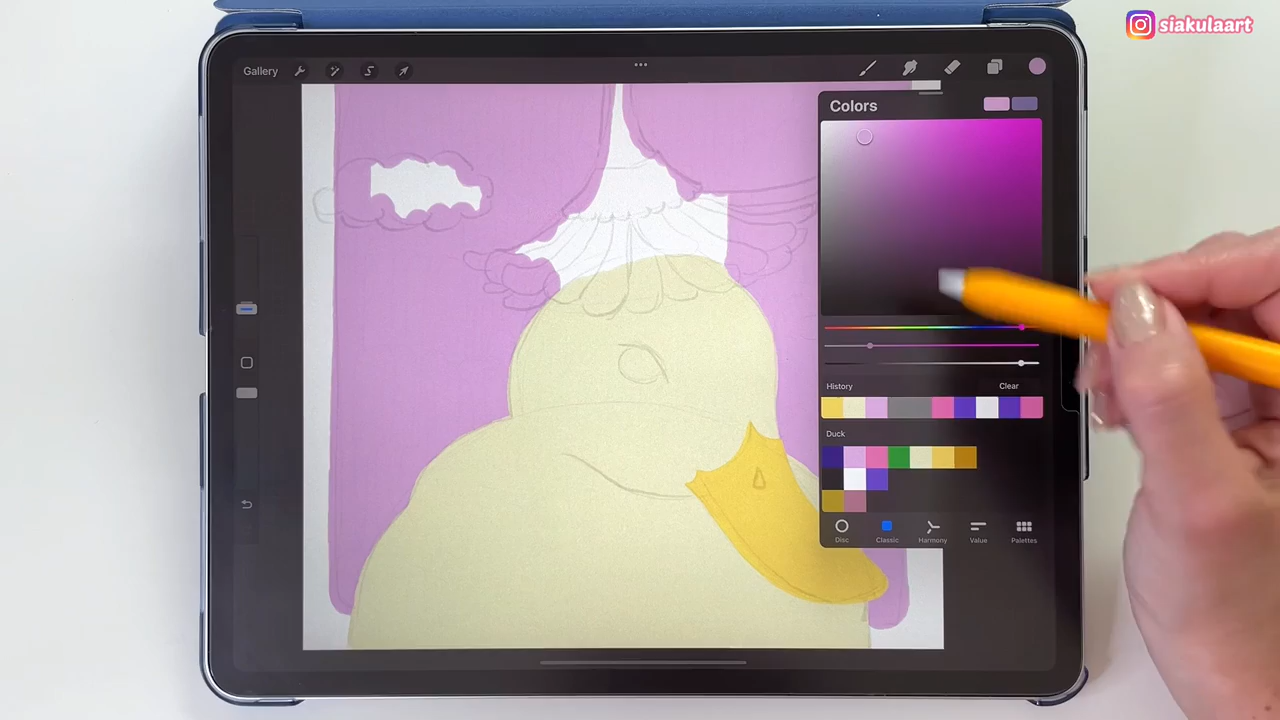 siakulaart
Gallery
Colors
History
Clear
Duck
Disc
Classic
Harmony
Value
Palettes